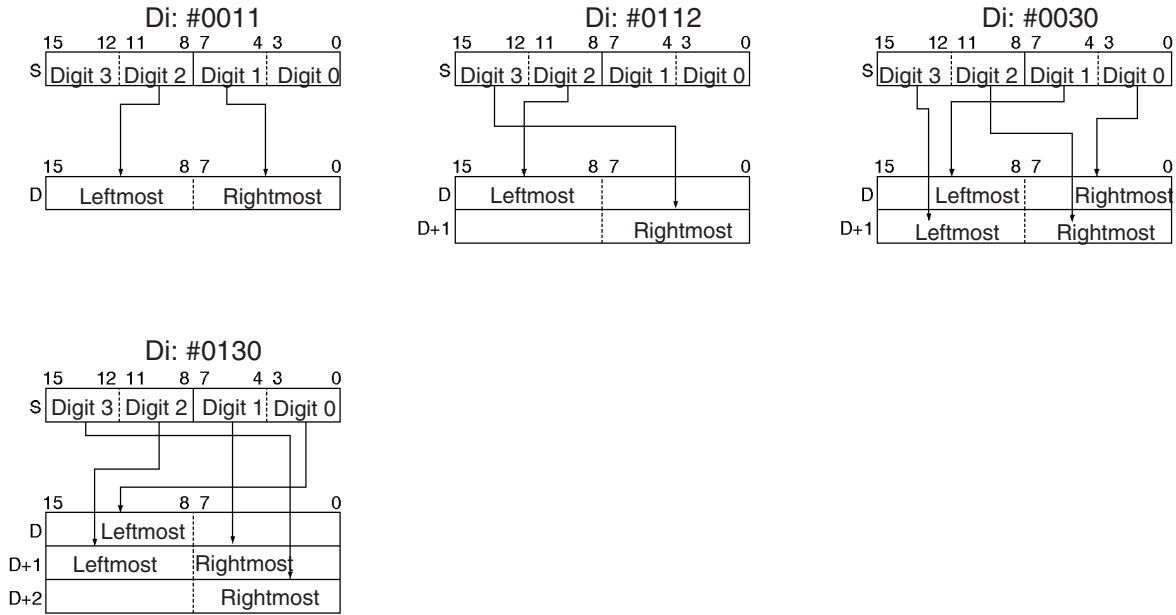 Di: #0011
15 12 11 8 7 4 3 0
S Digit 3 Digit 2 Digit 1 Digit 0
15 8 7 0
D Leftmost Rightmost
Di: #0112
15 12 11 8 7 4 3 0
S Digit 3 Digit 2 Digit 1 Digit 0
15 8 7 0
D Leftmost
D+1 Rightmost
Di: #0030
15 12 11 8 7 4 3 0
S Digit 3 Digit 2 Digit 1 Digit 0
15 8 7 0
D Leftmost Rightmost
D+1 Leftmost Rightmost
Di: #0130
15 12 11 8 7 4 3 0
S Digit 3 Digit 2 Digit 1 Digit 0
15 8 7 0
D Leftmost
D+1 Leftmost Rightmost
D+2 Rightmost